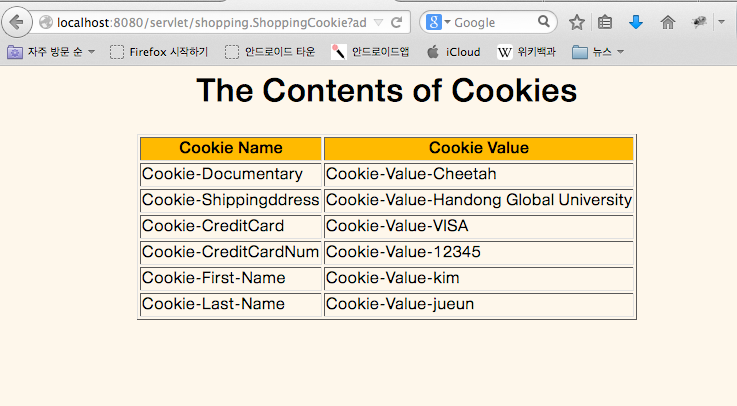 localhost:8080/servlet/shopping.ShoppingCookie?ad
Google
자주 방문 순
Firefox 시작하기
안드로이드 타운
안드로이드앱
iCloud
W 위키백과
뉴스
The Contents of Cookies
Cookie Name Cookie Value
Cookie-Documentary Cookie-Value-Cheetah
Cookie-Shippingddress Cookie-Value-Handong Global University
Cookie-CreditCard Cookie-Value-VISA
Cookie-CreditCardNum Cookie-Value-12345
Cookie-First-Name Cookie-Value-kim
Cookie-Last-Name Cookie-Value-jueun